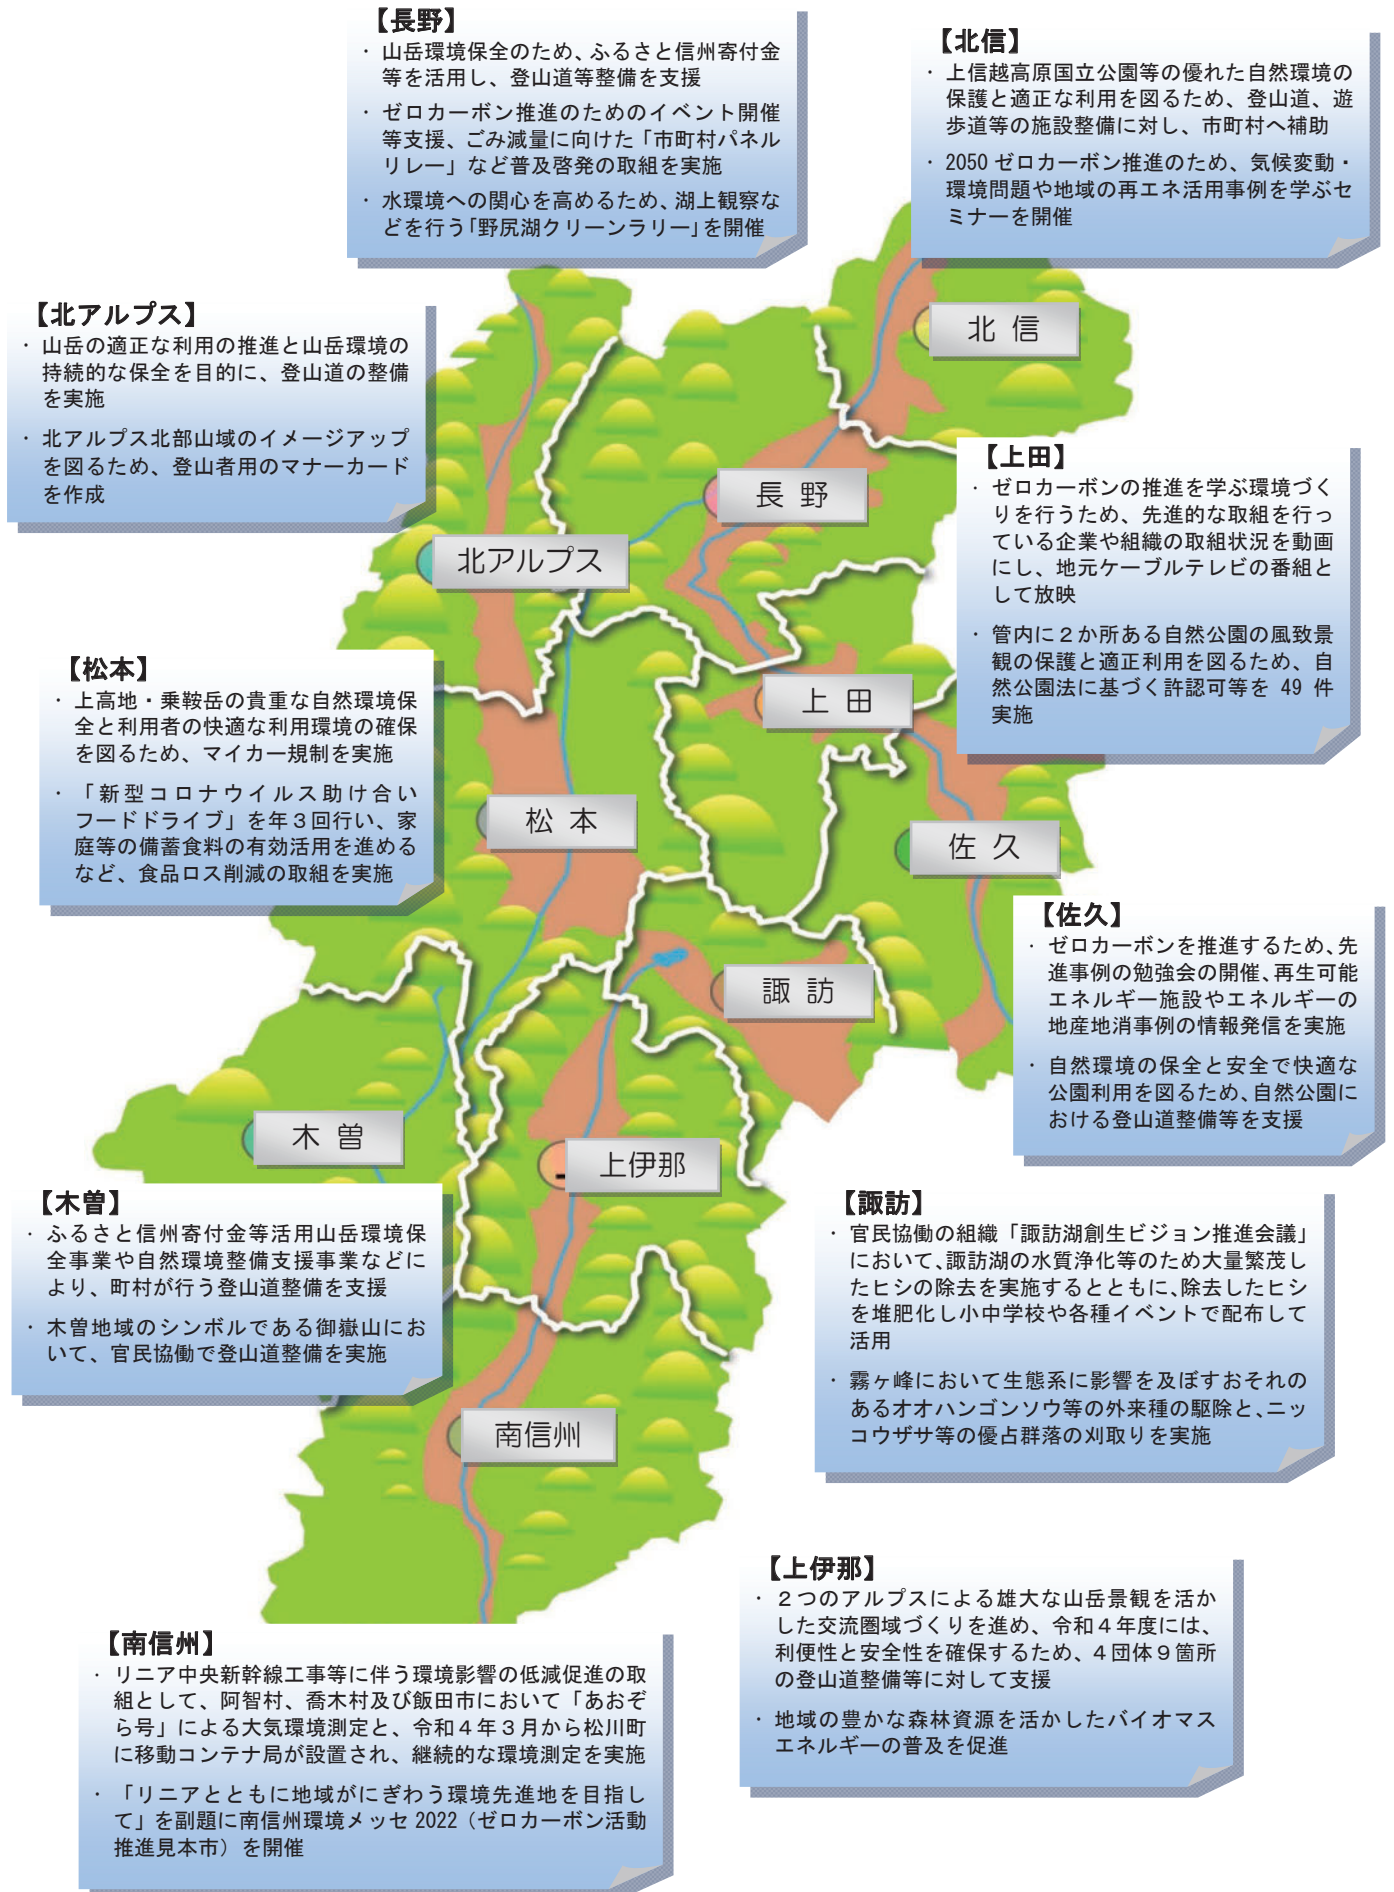 【長野】
・ 山岳環境保全のため、ふるさと信州寄付金
等を活用し、登山道等整備を支援
・ ゼロカーボン推進のためのイベント開催
等支援、ごみ減量に向けた「市町村パネル
リレー」など普及啓発の取組を実施
・ 水環境への関心を高めるため、湖上観察な
どを行う「野尻湖クリーンラリー」を開催
【北信】
・ 上信越高原国立公園等の優れた自然環境の
保護と適正な利用を図るため、登山道、遊
歩道等の施設整備に対し、市町村へ補助
・ 2050 ゼロカーボン推進のため、気候変動・
環境問題や地域の再エネ活用事例を学ぶセ
ミナーを開催
【北アルプス】
・ 山岳の適正な利用の推進と山岳環境の
持続的な保全を目的に、登山道の整備
を実施
・ 北アルプス北部山域のイメージアップ
を図るため、登山者用のマナーカード
を作成
北 信
長 野
北アルプス
【上田】
・ ゼロカーボンの推進を学ぶ環境づく
りを行うため、先進的な取組を行っ
ている企業や組織の取組状況を動画
にし、地元ケーブルテレビの番組と
して放映
・ 管内に２か所ある自然公園の風致景
観の保護と適正利用を図るため、自
然公園法に基づく許認可等を 49 件
実施
【松本】
・ 上高地・乗鞍岳の貴重な自然環境保
全と利用者の快適な利用環境の確保
を図るため、マイカー規制を実施
・ 「新型コロナウイルス助け合い
フードドライブ」を年３回行い、家
庭等の備蓄食料の有効活用を進める
など、食品ロス削減の取組を実施
上 田
松 本
佐 久
【佐久】
・ ゼロカーボンを推進するため、先
進事例の勉強会の開催、再生可能
エネルギー施設やエネルギーの
地産地消事例の情報発信を実施
・ 自然環境の保全と安全で快適な
公園利用を図るため、自然公園に
おける登山道整備等を支援
諏 訪
木 曽
上伊那
【木曽】
・ ふるさと信州寄付金等活用山岳環境保
全事業や自然環境整備支援事業などに
より、町村が行う登山道整備を支援
・ 木曽地域のシンボルである御嶽山にお
いて、官民協働で登山道整備を実施
【諏訪】
・ 官民協働の組織「諏訪湖創生ビジョン推進会議」
において、諏訪湖の水質浄化等のため大量繁茂し
たヒシの除去を実施するとともに、除去したヒシ
を堆肥化し小中学校や各種イベントで配布して
活用
・ 霧ヶ峰において生態系に影響を及ぼすおそれの
あるオオハンゴンソウ等の外来種の駆除と、ニッ
コウザサ等の優占群落の刈取りを実施
南信州
【上伊那】
・ ２つのアルプスによる雄大な山岳景観を活か
した交流圏域づくりを進め、令和４年度には、
利便性と安全性を確保するため、４団体９箇所
の登山道整備等に対して支援
・ 地域の豊かな森林資源を活かしたバイオマス
エネルギーの普及を促進
【南信州】
・ リニア中央新幹線工事等に伴う環境影響の低減促進の取
組として、阿智村、喬木村及び飯田市において「あおぞ
ら号」による大気環境測定と、令和４年３月から松川町
に移動コンテナ局が設置され、継続的な環境測定を実施
・ 「リニアとともに地域がにぎわう環境先進地を目指し
て」を副題に南信州環境メッセ 2022（ゼロカーボン活動
推進見本市）を開催